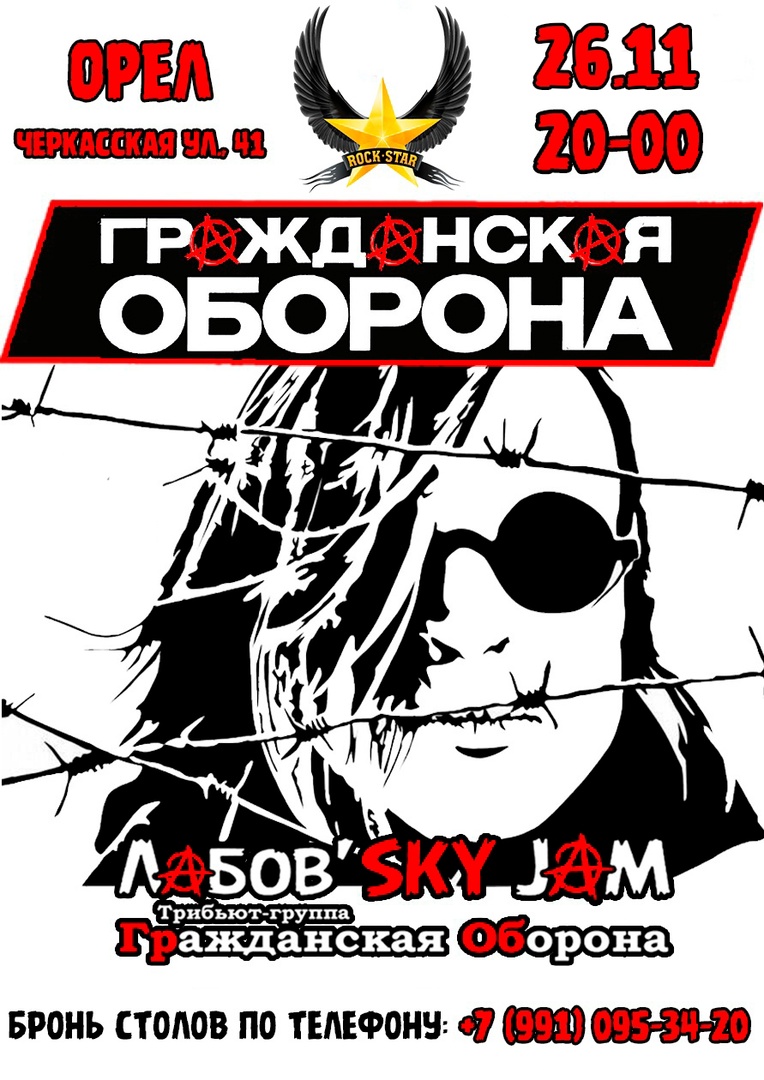 ОРЕЛ
ЧЕРКАССКАЯ УЛ., 41
ROCK·STAR
26.11
20-00
ГРАЖДАНСКАЯ
ОБОРОНА
ЛАБОВ'SKY JAM
Трибьют-группа
Гражданская Оборона
БРОНЬ СТОЛОВ ПО ТЕЛЕФОНУ: +7 (991) 095-34-20